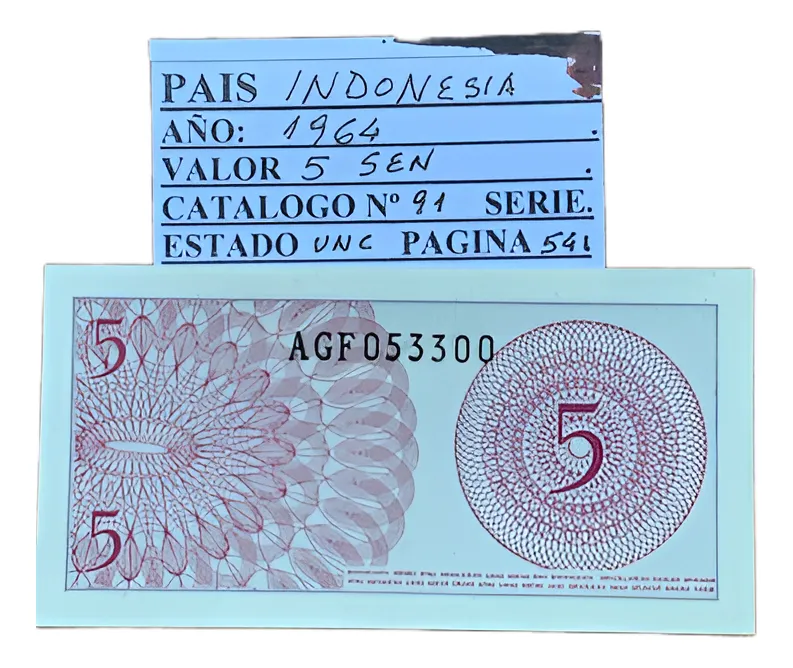 PAIS INDONESIA
AÑO: 1964
VALOR 5 SEN
CATALOGO Nº 91 SERIE.
ESTADO UNC PAGINA 541
5
AGF053300
5
5